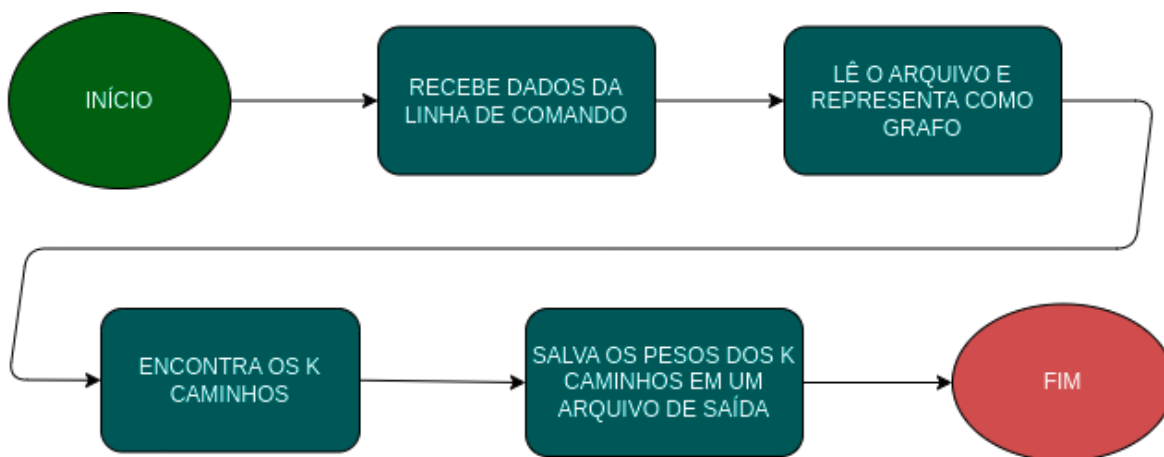 INÍCIO
RECEBE DADOS DA
LINHA DE COMANDO
LÊ O ARQUIVO E
REPRESENTA COMO
GRAFO
ENCONTRA OS K
CAMINHOS
SALVA OS PESOS DOS K
CAMINHOS EM UM
ARQUIVO DE SAÍDA
FIM